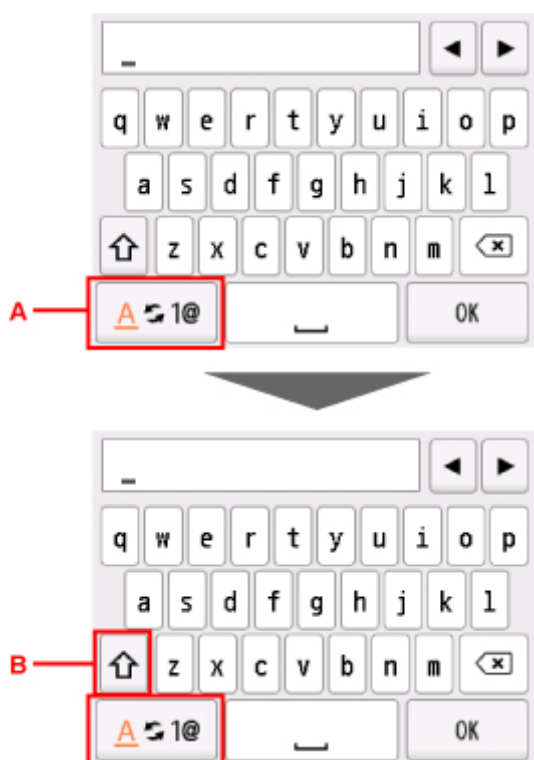 _
q w e r t y u i o p
a s d f g h j k l
z x c v b n m
A
A 1@ OK
_
q w e r t y u i o p
a s d f g h j k l
B
z x c v b n m
A 1@ OK